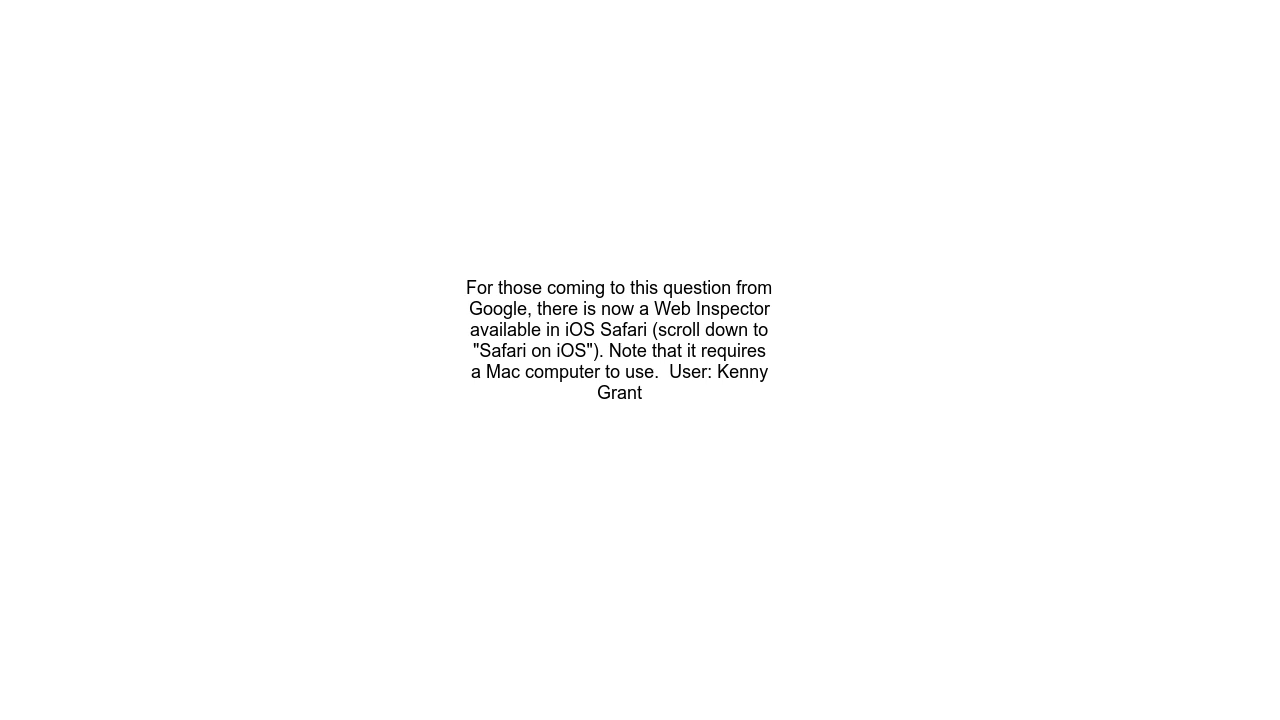 For those coming to this question from
Google, there is now a Web Inspector
available in iOS Safari (scroll down to
"Safari on iOS"). Note that it requires
a Mac computer to use.  User: Kenny
Grant